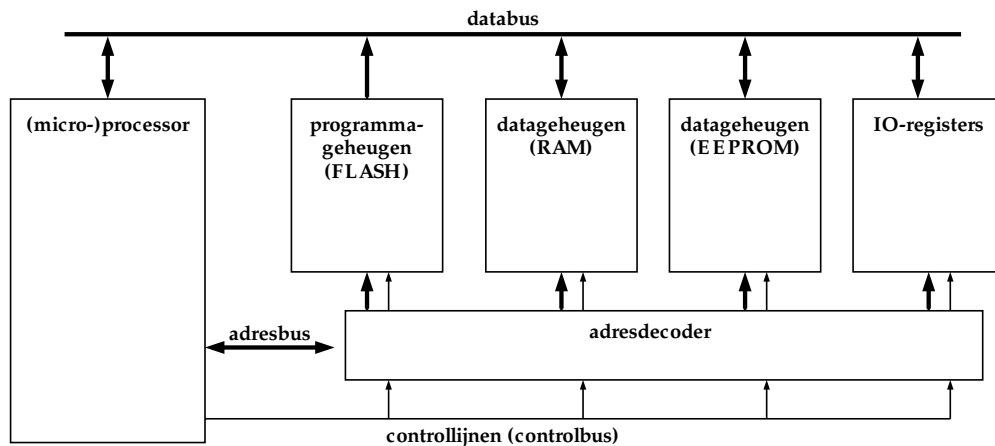 databus
(micro-)processor
programma-
geheugen
(FLASH)
datageheugen
(RAM)
datageheugen
(EEPROM)
IO-registers
adresbus
adresdecoder
controllijnen (controlbus)